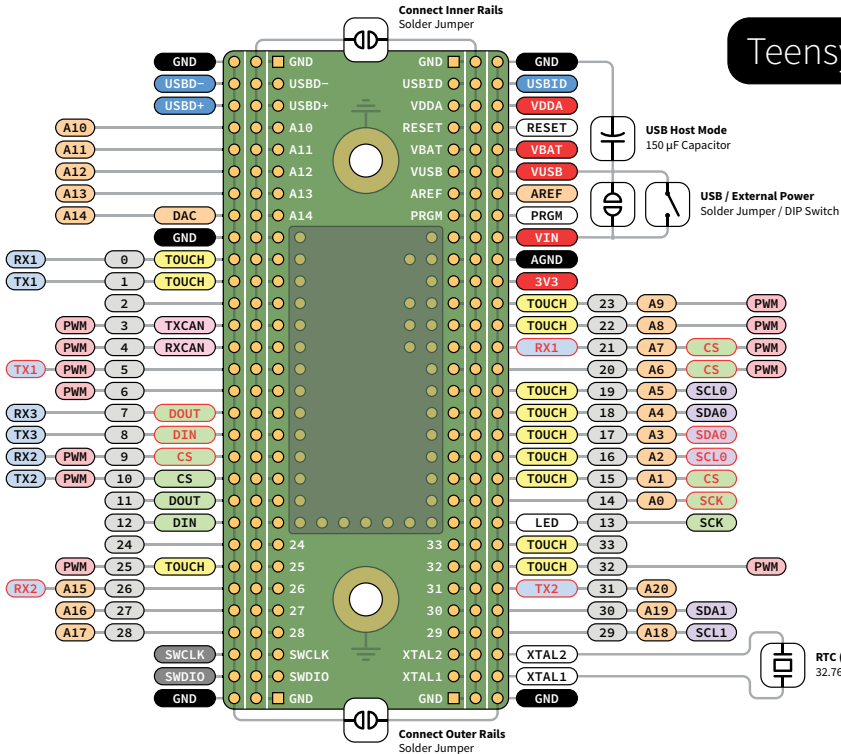 Connect Inner Rails
Solder Jumper
Teensy
GND GND GND GND
USBD− USBD− USBID USBID
USBD+ USBD+ VDDA VDDA
A10 A10 RESET RESET
A11 A11 VBAT VBAT
USB Host Mode
150 µF Capacitor
A12 A12 VUSB VUSB
A13 A13 AREF AREF
USB / External Power
Solder Jumper / DIP Switch
A14 DAC A14 PRGM PRGM
GND VIN
RX1 0 TOUCH AGND
TX1 1 TOUCH 3V3
2 TOUCH 23 A9 PWM
PWM 3 TXCAN TOUCH 22 A8 PWM
PWM 4 RXCAN RX1 21 A7 CS PWM
TX1 PWM 5 20 A6 CS PWM
PWM 6 TOUCH 19 A5 SCL0
RX3 7 DOUT TOUCH 18 A4 SDA0
TX3 8 DIN TOUCH 17 A3 SDA0
RX2 PWM 9 CS TOUCH 16 A2 SCL0
TX2 PWM 10 CS TOUCH 15 A1 CS
11 DOUT 14 A0 SCK
12 DIN LED 13 SCK
24 24 33 TOUCH 33
PWM 25 TOUCH 25 32 TOUCH 32 PWM
RX2 A15 26 26 31 TX2 31 A20
A16 27 27 30 30 A19 SDA1
A17 28 28 29 29 A18 SCL1
SWCLK SWCLK XTAL2 XTAL2
RTC (
32.76
SWDIO SWDIO XTAL1 XTAL1
GND GND GND GND
Connect Outer Rails
Solder Jumper